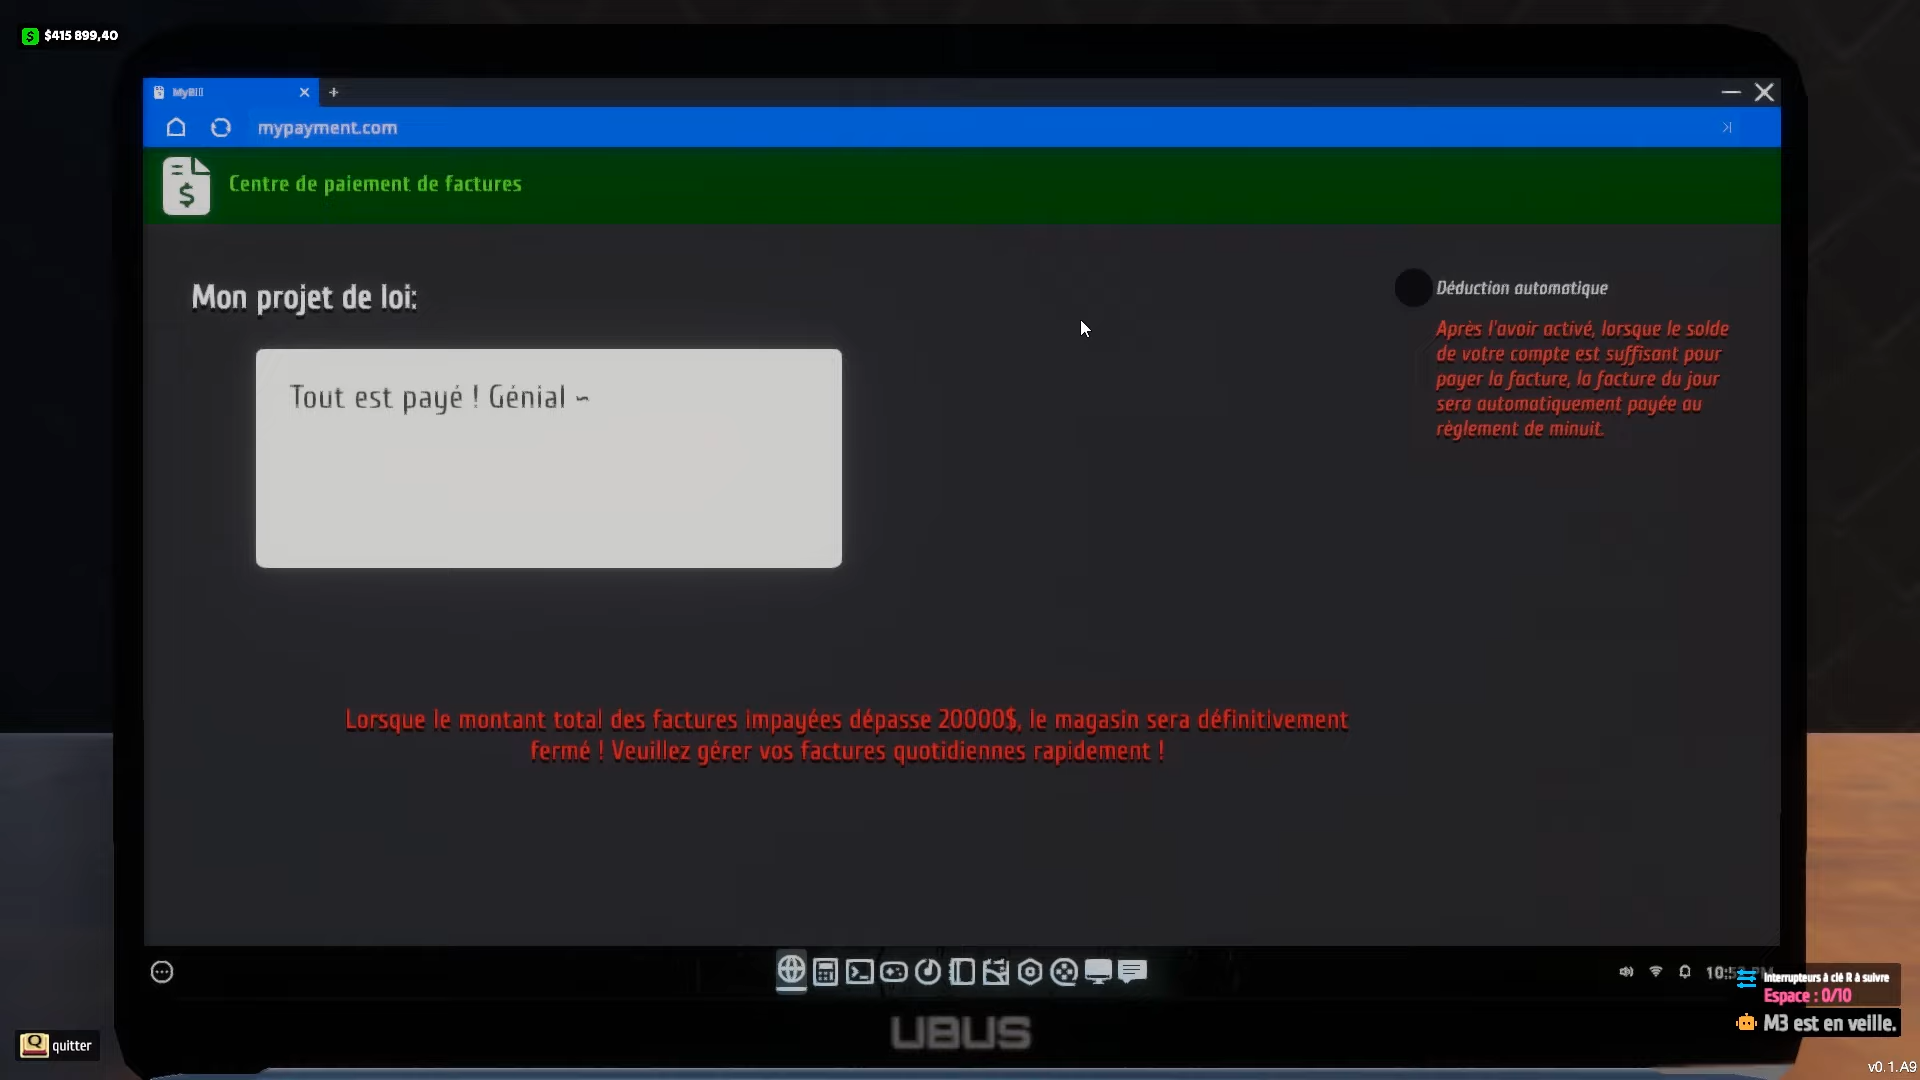 $415 899,40
MyBill
mypayment.com
Centre de paiement de factures
Mon projet de loi:
Tout est payé ! Génial ~
Déduction automatique
Après l'avoir activé, lorsque le solde
de votre compte est suffisant pour
payer la facture, la facture du jour
sera automatiquement payée au
règlement de minuit.
Lorsque le montant total des factures impayées dépasse 20000$, le magasin sera définitivement
fermé ! Veuillez gérer vos factures quotidiennes rapidement !
Interrupteurs à clé R à suivre
Espace : 0/10
M3 est en veille.
UBUS
Q quitter
v0.1.A9